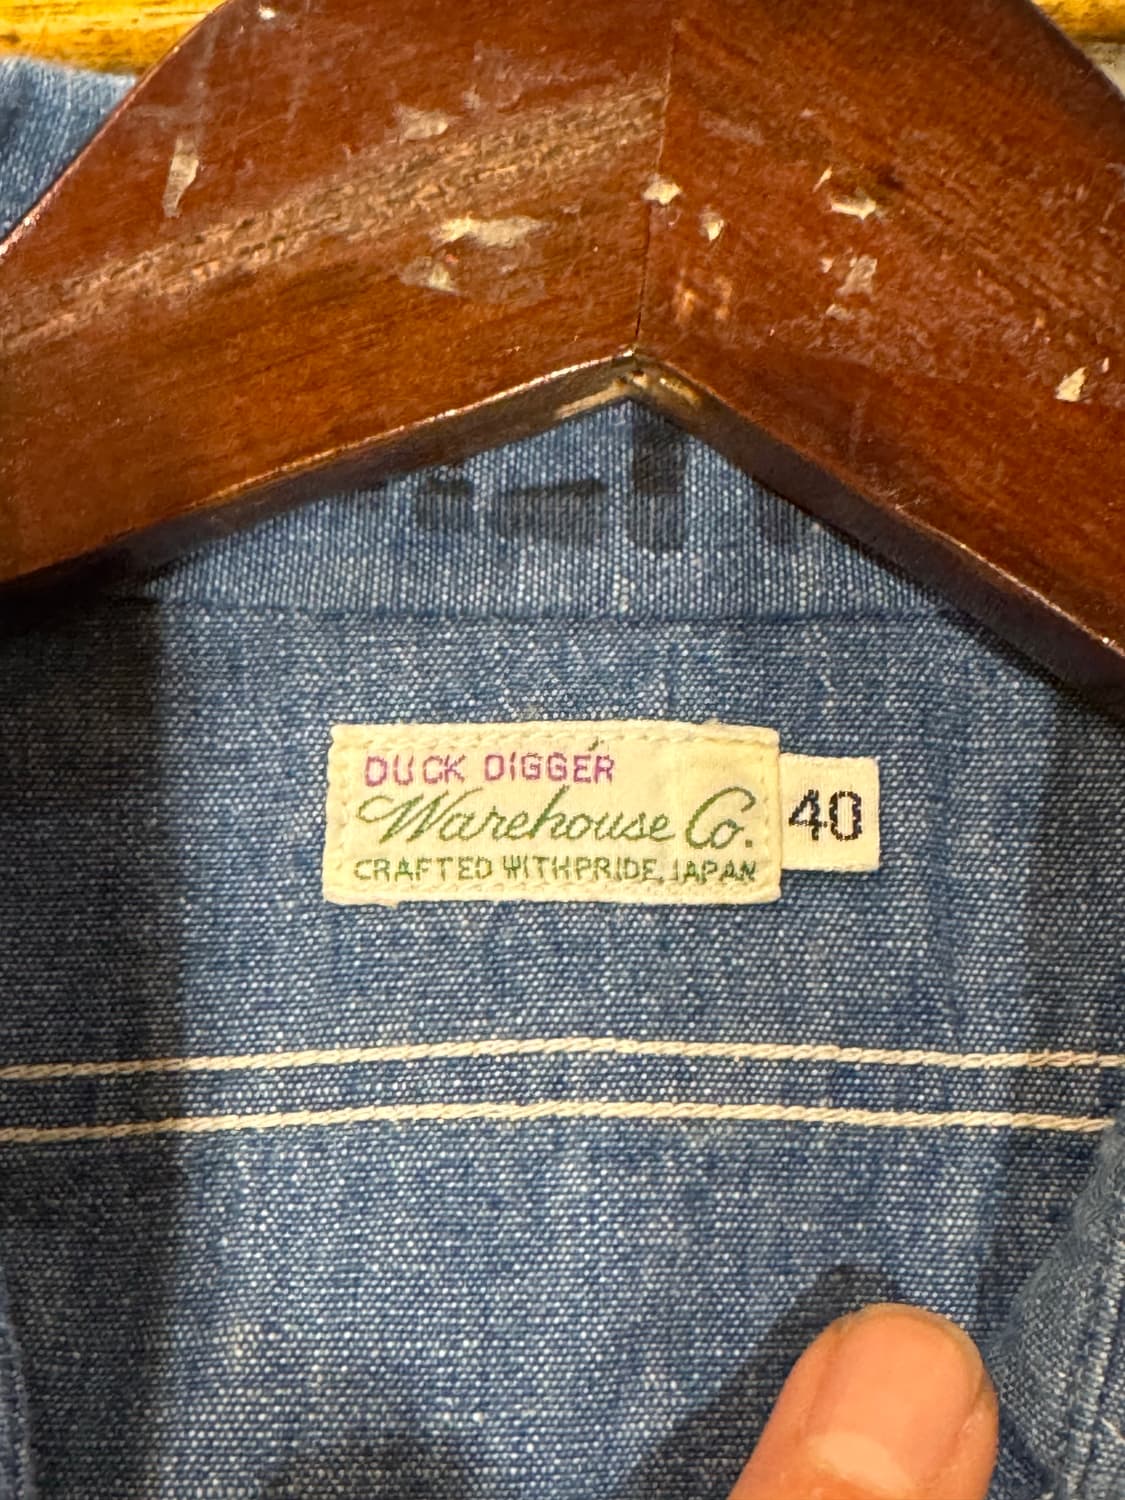 DUCK DIGGER
Warehouse Co.
CRAFTED WITH PRIDE, JAPAN
40